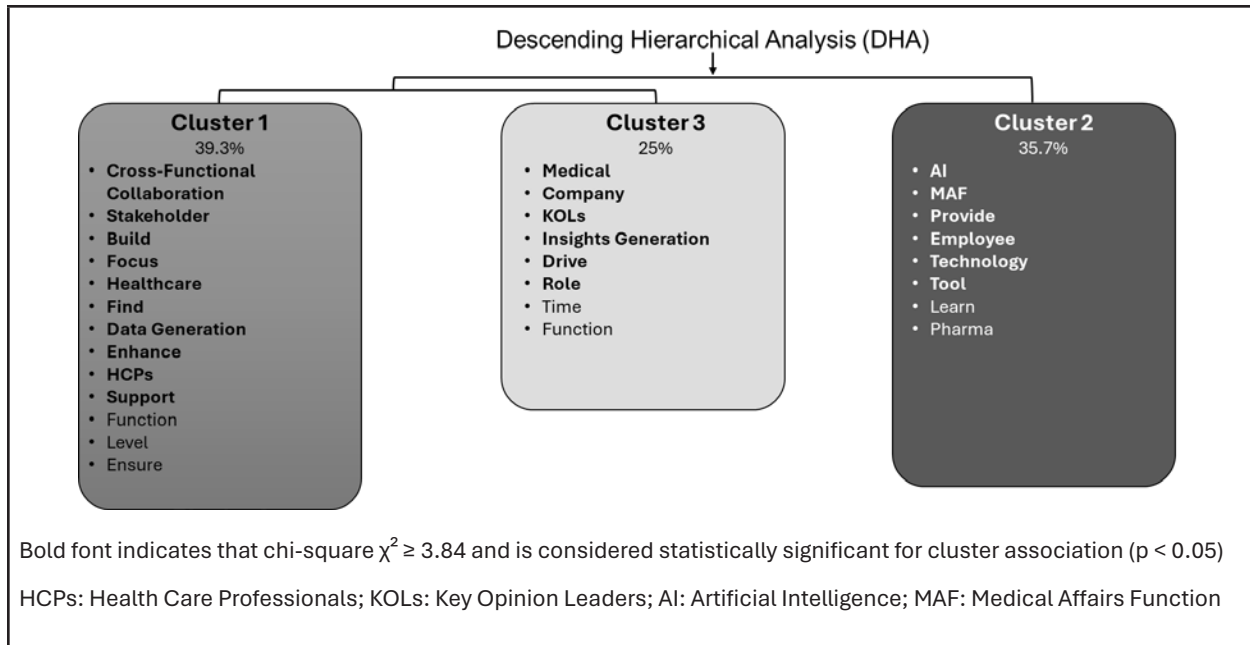 Descending Hierarchical Analysis (DHA)
Cluster 1
39.3%
• Cross-Functional
Collaboration
• Stakeholder
• Build
• Focus
• Healthcare
• Find
• Data Generation
• Enhance
• HCPs
• Support
• Function
• Level
• Ensure
Cluster 3
25%
• Medical
• Company
• KOLs
• Insights Generation
• Drive
• Role
• Time
• Function
Cluster 2
35.7%
• AI
• MAF
• Provide
• Employee
• Technology
• Tool
• Learn
• Pharma
Bold font indicates that chi-square χ² ≥ 3.84 and is considered statistically significant for cluster association (p < 0.05)
HCPs: Health Care Professionals; KOLs: Key Opinion Leaders; AI: Artificial Intelligence; MAF: Medical Affairs Function